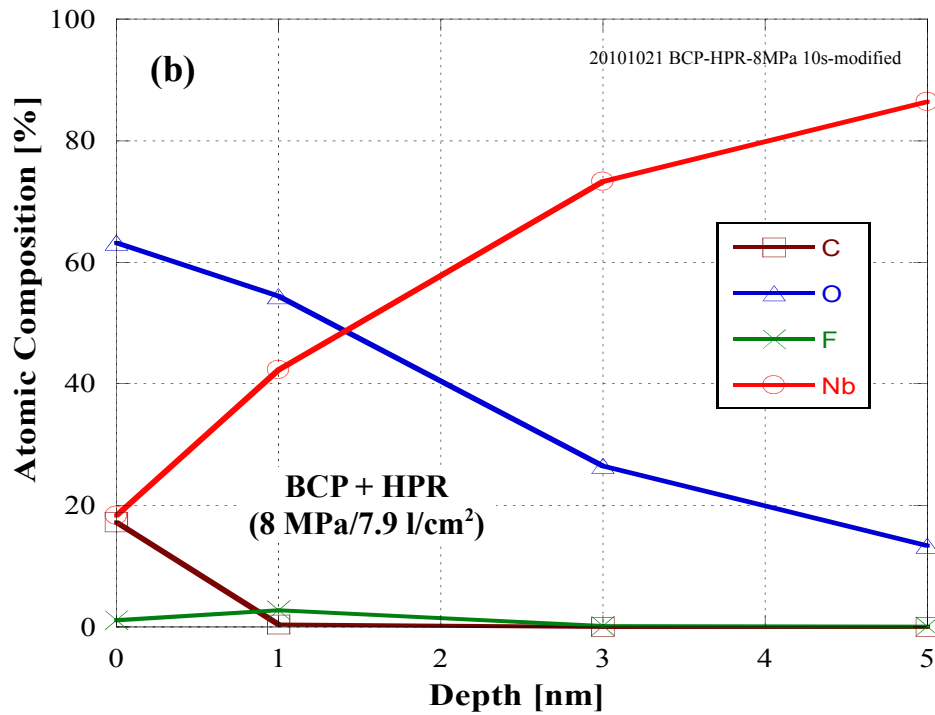 100
(b)
20101021 BCP-HPR-8MPa 10s-modified
80
60
40
20
0
Atomic Composition [%]
C
O
F
Nb
BCP + HPR
(8 MPa/7.9 l/cm²)
0 1 2 3 4 5
Depth [nm]